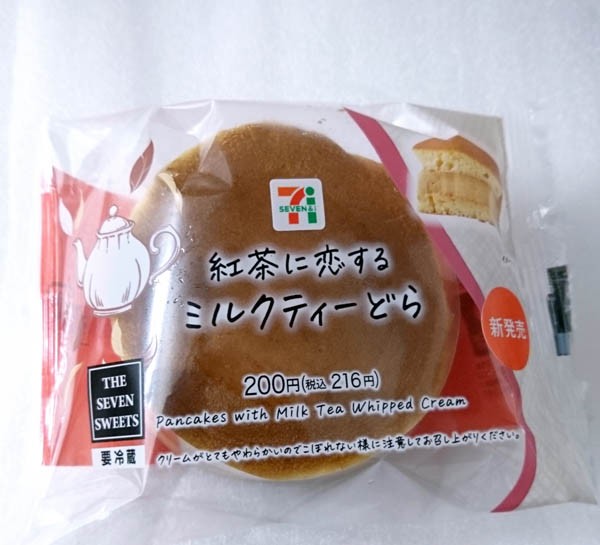 SEVEN&i
紅茶に恋する
ミルクティーどら
新発売
200円(税込 216円)
THE
SEVEN
SWEETS
Pancakes with Milk Tea Whipped Cream
要冷蔵
クリームがとてもやわらかいのでこぼれない様に注意してお召し上がりください。